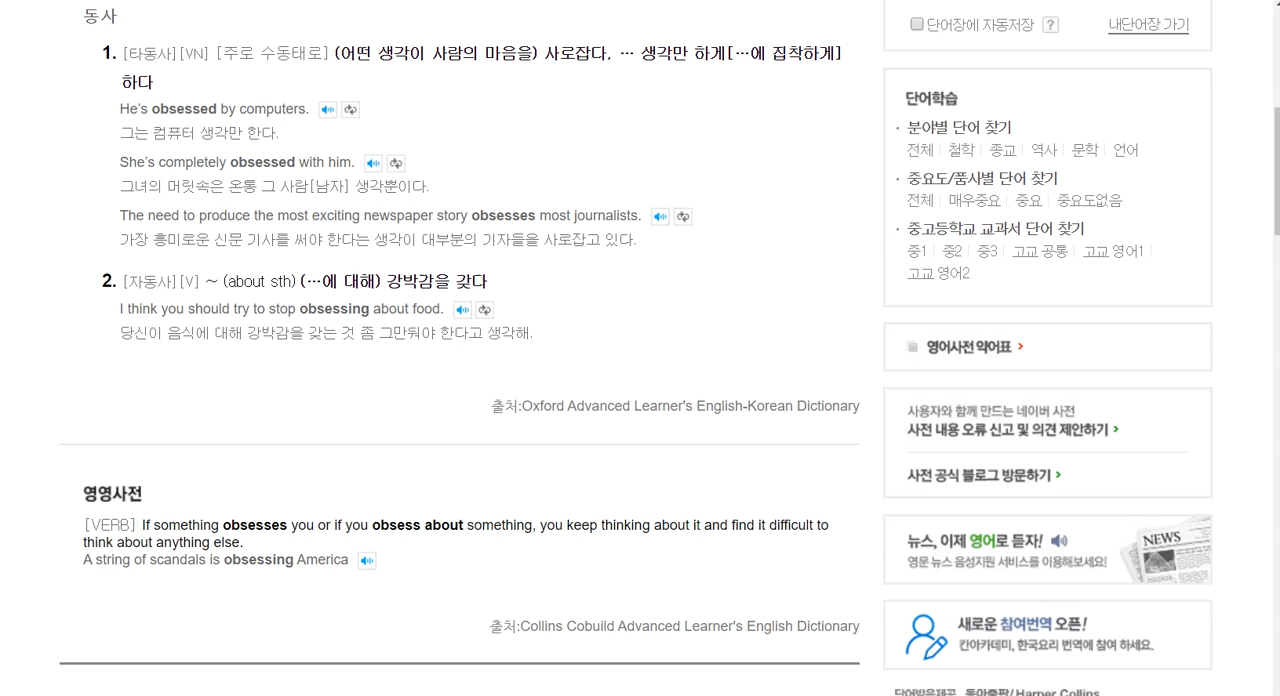 동사
1. [타동사][VN] [주로 수동태로] (어떤 생각이 사람의 마음을) 사로잡다, … 생각만 하게[…에 집착하게]
하다
He's obsessed by computers.
그는 컴퓨터 생각만 한다.
She's completely obsessed with him.
그녀의 머릿속은 온통 그 사람[남자] 생각뿐이다.
The need to produce the most exciting newspaper story obsesses most journalists.
가장 흥미로운 신문 기사를 써야 한다는 생각이 대부분의 기자들을 사로잡고 있다.
2. [자동사][V] ~ (about sth) (…에 대해) 강박감을 갖다
I think you should try to stop obsessing about food.
당신이 음식에 대해 강박감을 갖는 것 좀 그만둬야 한다고 생각해.
출처:Oxford Advanced Learner's English-Korean Dictionary
영영사전
[VERB] If something obsesses you or if you obsess about something, you keep thinking about it and find it difficult to
think about anything else.
A string of scandals is obsessing America
출처:Collins Cobuild Advanced Learner's English Dictionary
단어장에 자동저장 ? 내단어장 가기
단어학습
· 분야별 단어 찾기
전체 철학 종교 역사 문학 언어
· 중요도/품사별 단어 찾기
전체 매우중요 중요 중요도없음
· 중고등학교 교과서 단어 찾기
중1 중2 중3 고교 공통 고교 영어1
고교 영어2
영어사전 약어표 >
사용자와 함께 만드는 네이버 사전
사전 내용 오류 신고 및 의견 제안하기 >
사전 공식 블로그 방문하기 >
뉴스, 이제 영어로 듣자!
영문 뉴스 음성지원 서비스를 이용해보세요!
NEWS
새로운 참여번역 오픈!
칸아카데미, 한국요리 번역에 참여 하세요.
단어발음제공 동아출판/ Harper Collins